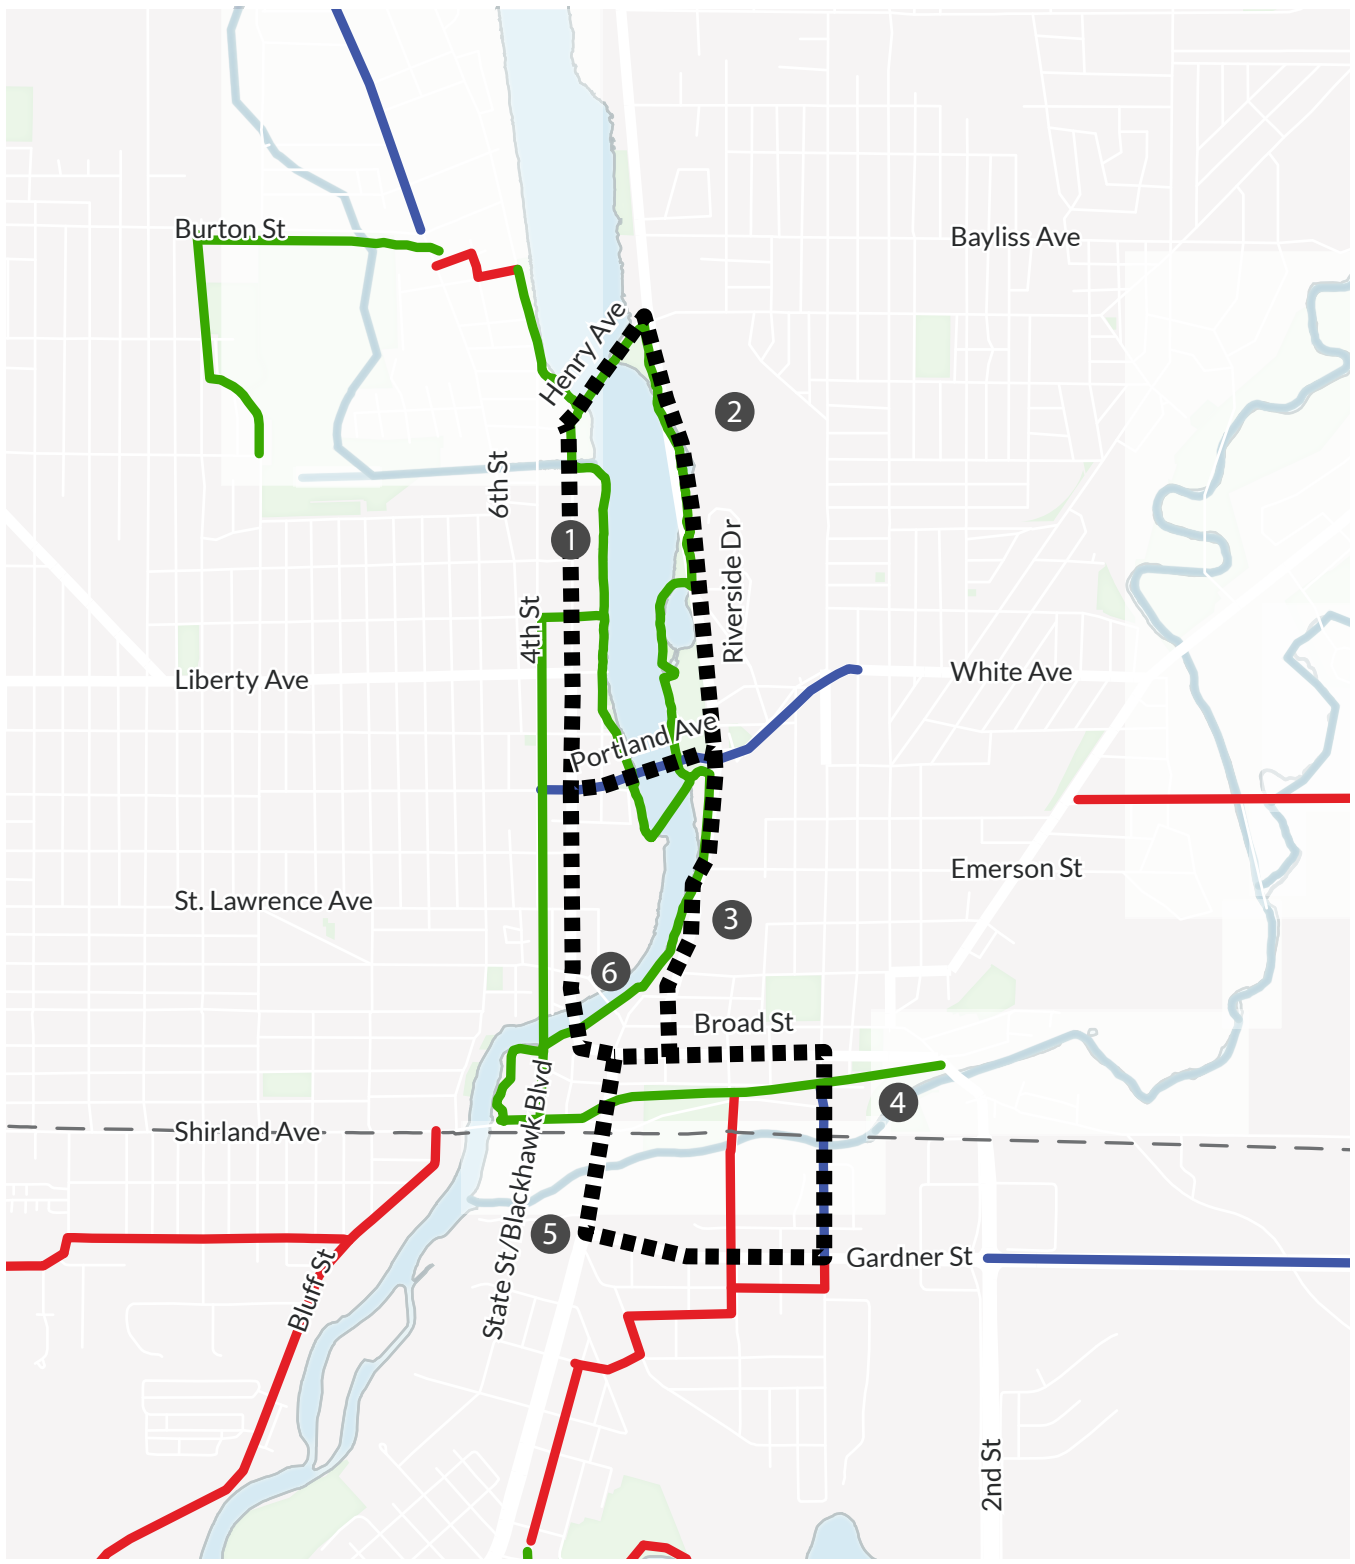 Burton St
Bayliss Ave
Henry Ave
2
6th St
1
Riverside Dr
4th St
Liberty Ave
White Ave
Portland Ave
Emerson St
St. Lawrence Ave
3
6
Broad St
4
Shirland Ave
State St/Blackhawk Blvd
5
Gardner St
Bluff St
2nd St